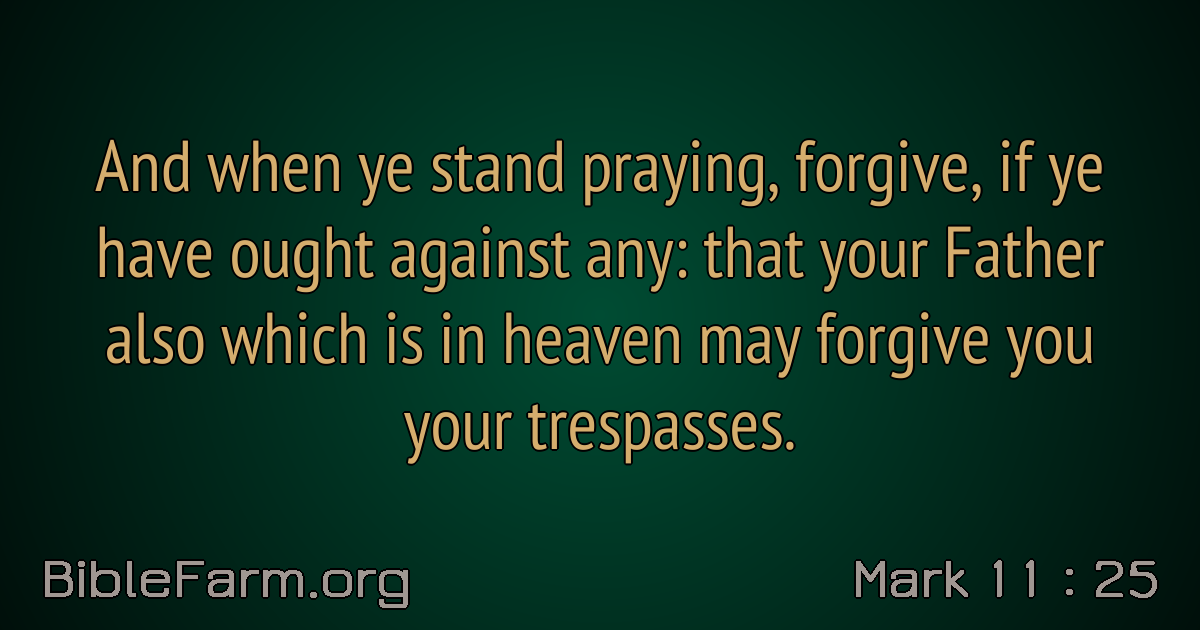 And when ye stand praying, forgive, if ye
have ought against any: that your Father
also which is in heaven may forgive you
your trespasses.
BibleFarm.org
Mark 11 : 25